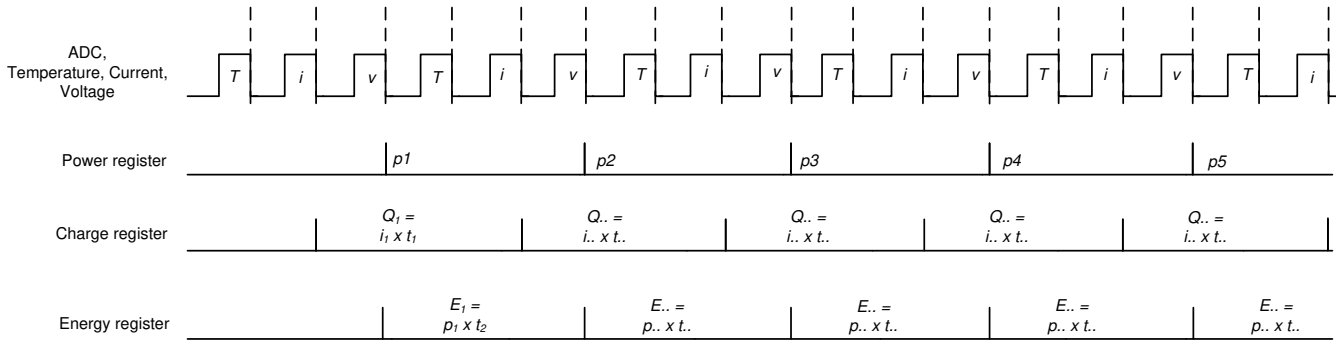 ADC,
Temperature, Current,
Voltage
T i v T i v T i v T i v T i v T i
Power register
p1 p2 p3 p4 p5
Charge register
Q₁ = Q.. = Q.. = Q.. = Q.. =
i₁ x t₁ i.. x t.. i.. x t.. i.. x t.. i.. x t..
Energy register
E₁ = E.. = E.. = E.. = E.. =
p₁ x t₂ p.. x t.. p.. x t.. p.. x t.. p.. x t..